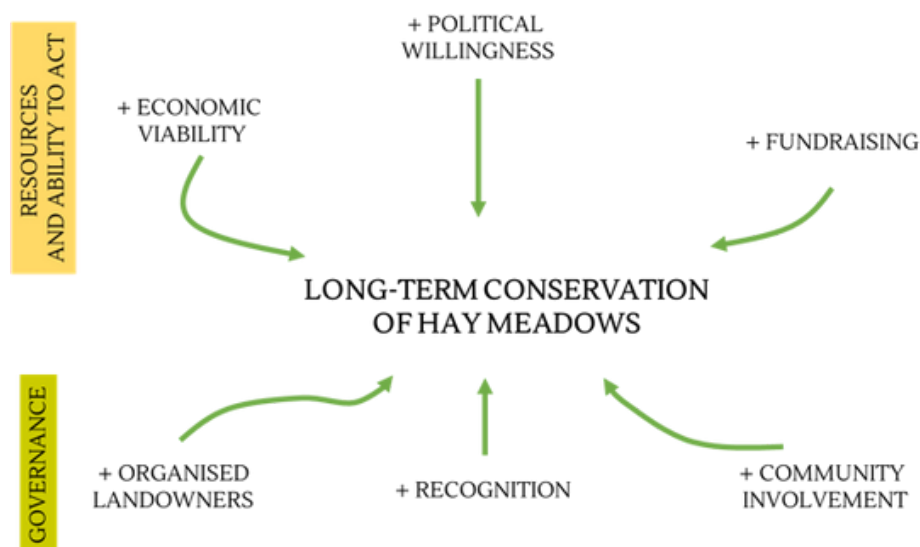 RESOURCES
AND ABILITY TO ACT
+ POLITICAL
WILLINGNESS
+ ECONOMIC
VIABILITY
+ FUNDRAISING
LONG-TERM CONSERVATION
OF HAY MEADOWS
GOVERNANCE
+ ORGANISED
LANDOWNERS
+ RECOGNITION
+ COMMUNITY
INVOLVEMENT